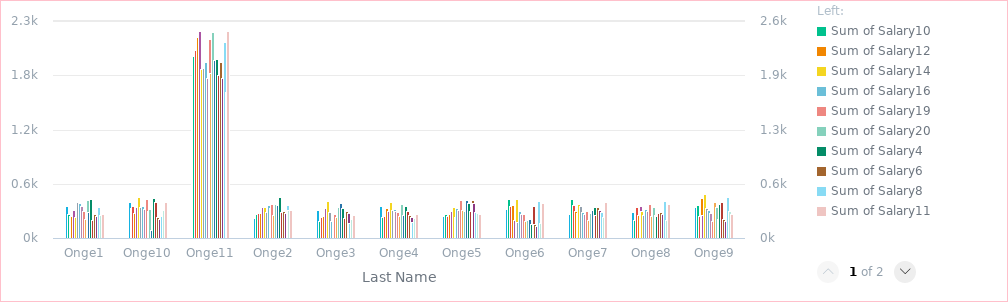 Left:
2.3k
2.6k
Sum of Salary10
Sum of Salary12
1.8k
1.9k
Sum of Salary14
Sum of Salary16
Sum of Salary19
1.2k
1.3k
Sum of Salary20
Sum of Salary4
Sum of Salary6
0.6k
0.6k
Sum of Salary8
Sum of Salary11
0k
0k
Onge1 Onge10 Onge11 Onge2 Onge3 Onge4 Onge5 Onge6 Onge7 Onge8 Onge9
Last Name
1 of 2